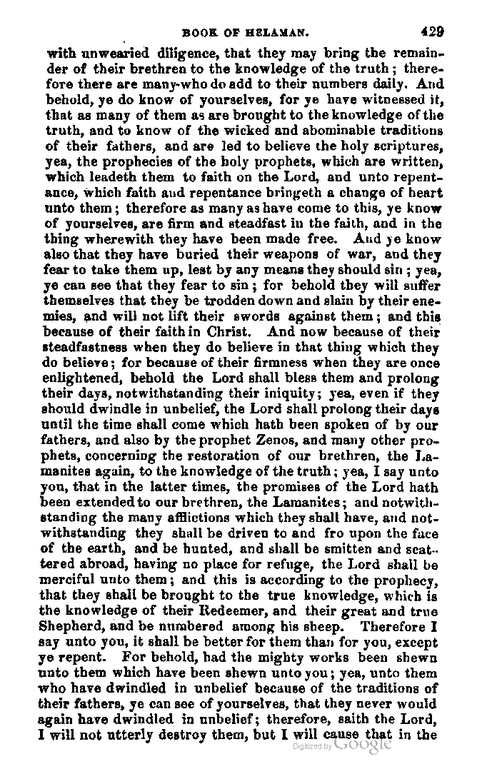 BOOK OF HELAMAN. 429
with unwearied diligence, that they may bring the remain-
der of their brethren to the knowledge of the truth; there-
fore there are many who do add to their numbers daily. And
behold, ye do know of yourselves, for ye have witnessed it,
that as many of them as are brought to the knowledge of the
truth, and to know of the wicked and abominable traditions
of their fathers, and are led to believe the holy scriptures,
yea, the prophecies of the holy prophets, which are written,
which leadeth them to faith on the Lord, and unto repent-
ance, which faith and repentance bringeth a change of heart
unto them; therefore as many as have come to this, ye know
of yourselves, are firm and steadfast in the faith, and in the
thing wherewith they have been made free. And ye know
also that they have buried their weapons of war, and they
fear to take them up, lest by any means they should sin; yea,
ye can see that they fear to sin; for behold they will suffer
themselves that they be trodden down and slain by their ene-
mies, and will not lift their swords against them; and this
because of their faith in Christ. And now because of their
steadfastness when they do believe in that thing which they
do believe; for because of their firmness when they are once
enlightened, behold the Lord shall bless them and prolong
their days, notwithstanding their iniquity; yea, even if they
should dwindle in unbelief, the Lord shall prolong their days
until the time shall come which hath been spoken of by our
fathers, and also by the prophet Zenos, and many other pro-
phets, concerning the restoration of our brethren, the La-
manites again, to the knowledge of the truth; yea, I say unto
you, that in the latter times, the promises of the Lord hath
been extended to our brethren, the Lamanites; and notwith-
standing the many afflictions which they shall have, and not-
withstanding they shall be driven to and fro upon the face
of the earth, and be hunted, and shall be smitten and scat-
tered abroad, having no place for refuge, the Lord shall be
merciful unto them; and this is according to the prophecy,
that they shall be brought to the true knowledge, which is
the knowledge of their Redeemer, and their great and true
Shepherd, and be numbered among his sheep. Therefore I
say unto you, it shall be better for them than for you, except
ye repent. For behold, had the mighty works been shewn
unto them which have been shewn unto you; yea, unto them
who have dwindled in unbelief because of the traditions of
their fathers, ye can see of yourselves, that they never would
again have dwindled in unbelief; therefore, saith the Lord,
I will not utterly destroy them, but I will cause that in the
Digitized by Google